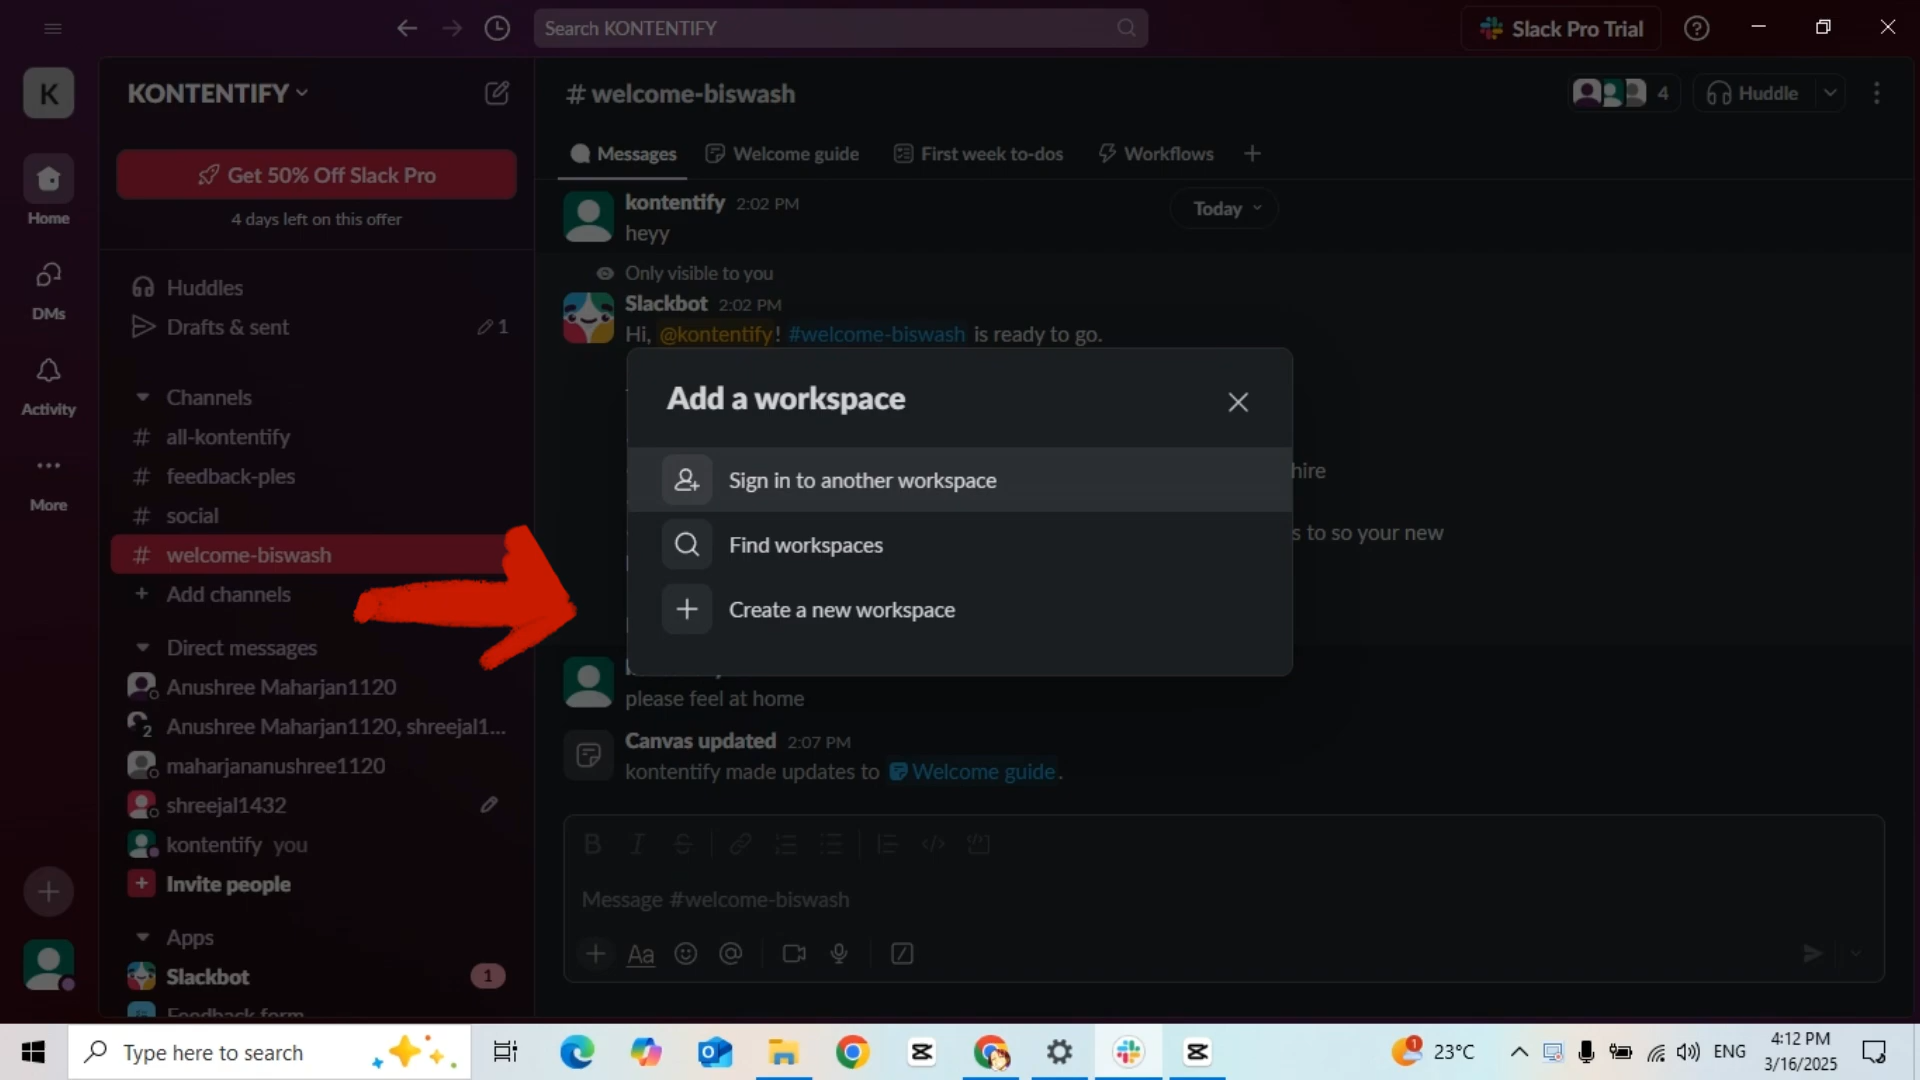 Search KONTENTIFY
Slack Pro Trial
K
KONTENTIFY
# welcome-biswash
4
Huddle
Messages
Welcome guide
First week to-dos
Workflows
Get 50% Off Slack Pro
4 days left on this offer
Home
DMs
Activity
More
Huddles
Drafts & sent
1
Channels
# all-kontentify
# feedback-ples
# social
# welcome-biswash
+ Add channels
Direct messages
Anushree Maharjan1120
2 Anushree Maharjan1120, shreejal1...
maharjananushree1120
shreejal1432
kontentify you
Invite people
Apps
Slackbot
1
Feedback form
kontentify 2:02 PM
Today
heyy
Only visible to you
Slackbot 2:02 PM
Hi, @kontentify! #welcome-biswash is ready to go.
Add a workspace
Sign in to another workspace
hire
Find workspaces
s to so your new
Create a new workspace
please feel at home
Canvas updated 2:07 PM
kontentify made updates to Welcome guide.
B I S
Message #welcome-biswash
Aa
Type here to search
1
23°C
ENG
4:12 PM
3/16/2025